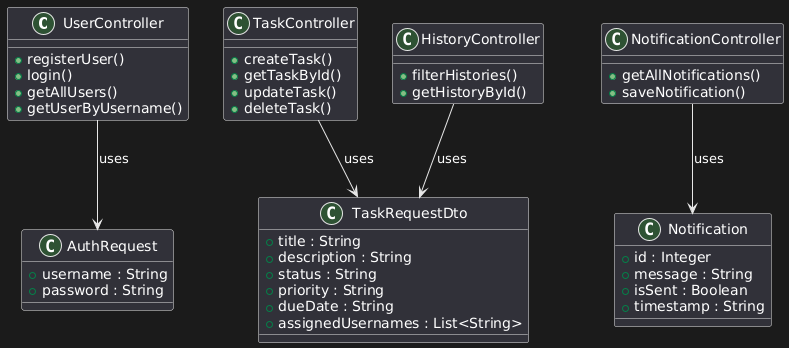 C UserController
registerUser()
login()
getAllUsers()
getUserByUsername()
C TaskController
createTask()
getTaskById()
updateTask()
deleteTask()
C HistoryController
filterHistories()
getHistoryById()
C NotificationController
getAllNotifications()
saveNotification()
uses
uses
uses
uses
C AuthRequest
username : String
password : String
C TaskRequestDto
title : String
description : String
status : String
priority : String
dueDate : String
assignedUsernames : List<String>
C Notification
id : Integer
message : String
isSent : Boolean
timestamp : String